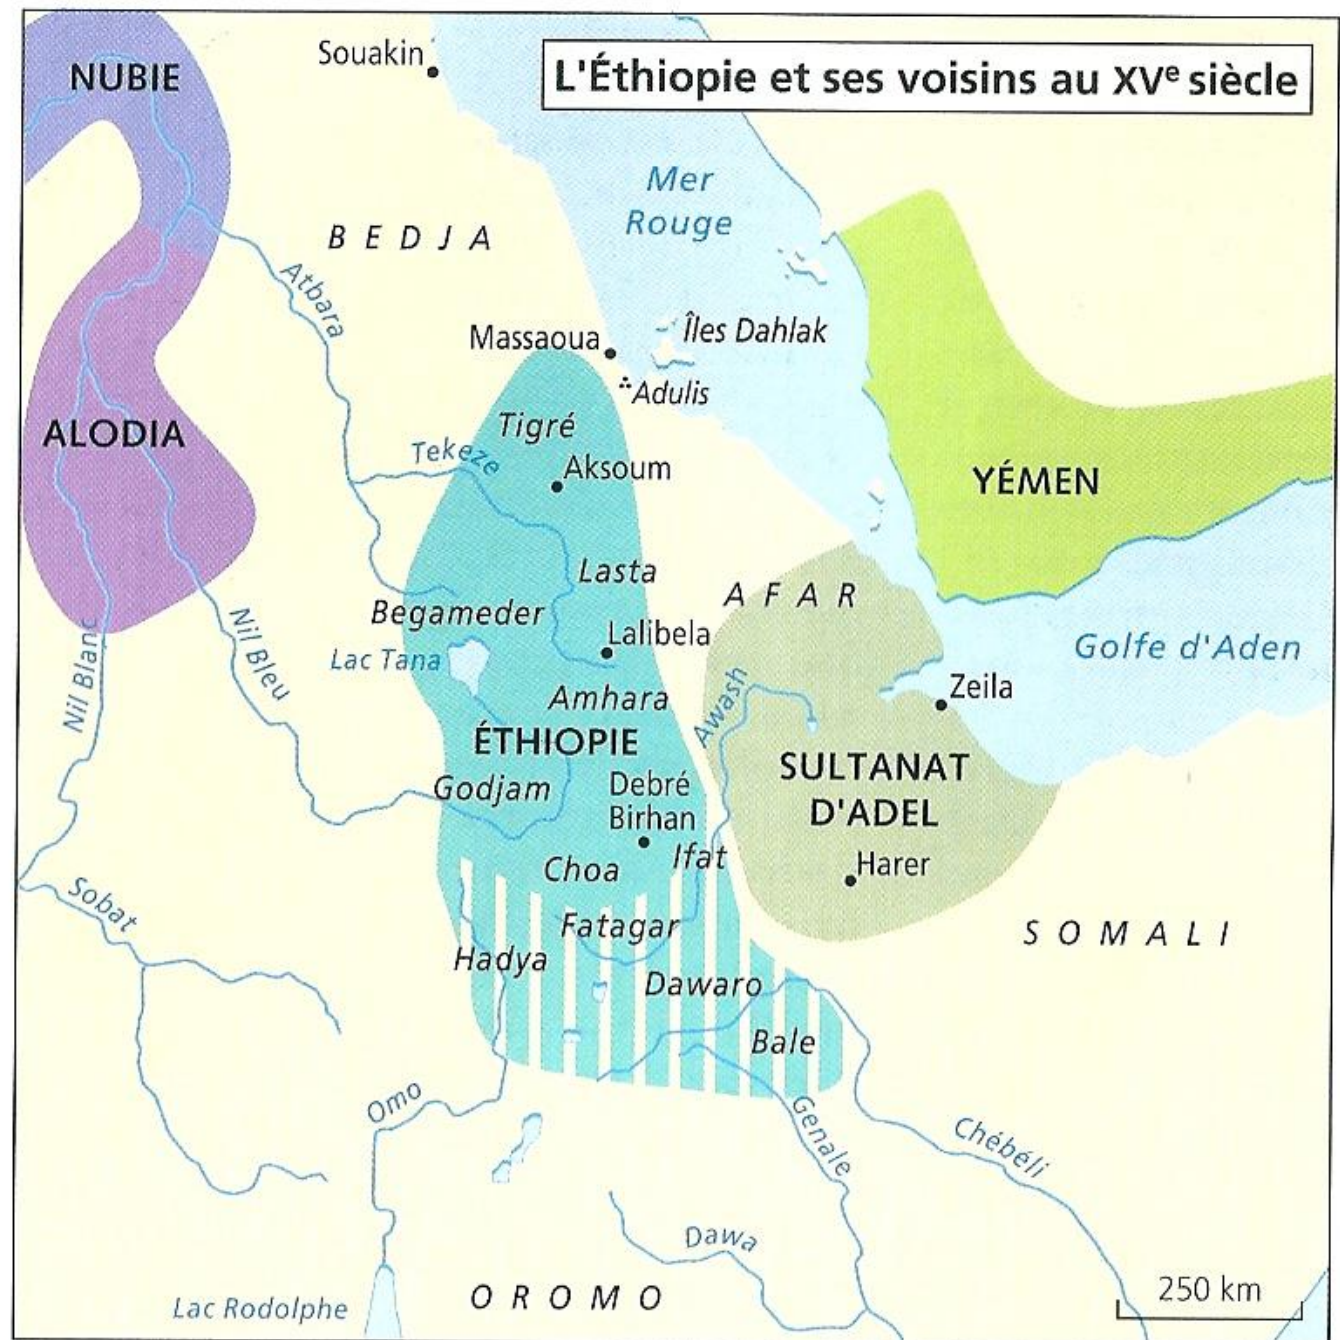 Souakin
L'Éthiopie et ses voisins au XVe siècle
NUBIE
Mer
Rouge
BEDJA
Atbara
Massaoua
Îles Dahlak
Adulis
Tigré
ALODIA
Tekeze
Aksoum
YÉMEN
Lasta
AFAR
Begameder
Lalibela
Nil Blanc
Nil Bleu
Lac Tana
Golfe d'Aden
Amhara
Awash
Zeila
ÉTHIOPIE
SULTANAT
D'ADEL
Godjam
Debré
Birhan
Ifat
Choa
Harer
Sobat
Fatagar
SOMALI
Hadya
Dawaro
Bale
Omo
Genale
Chébéli
Dawa
Lac Rodolphe
OROMO
250 km